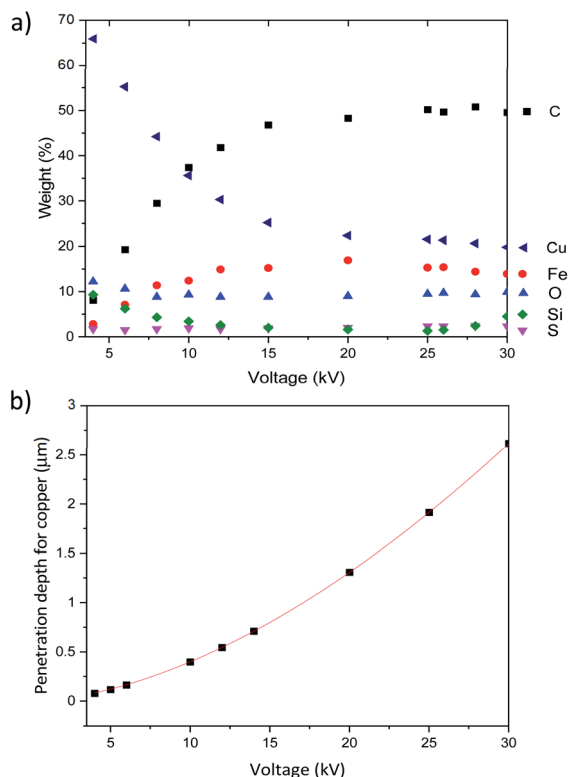 a)
70
60
50
40
30
20
10
0
Weight (%)
5
10
15
20
25
30
Voltage (kV)
C
Cu
Fe
O
Si
S
b)
3
2.5
2
1.5
1
0.5
0
Penetration depth for copper (µm)
5
10
15
20
25
30
Voltage (kV)